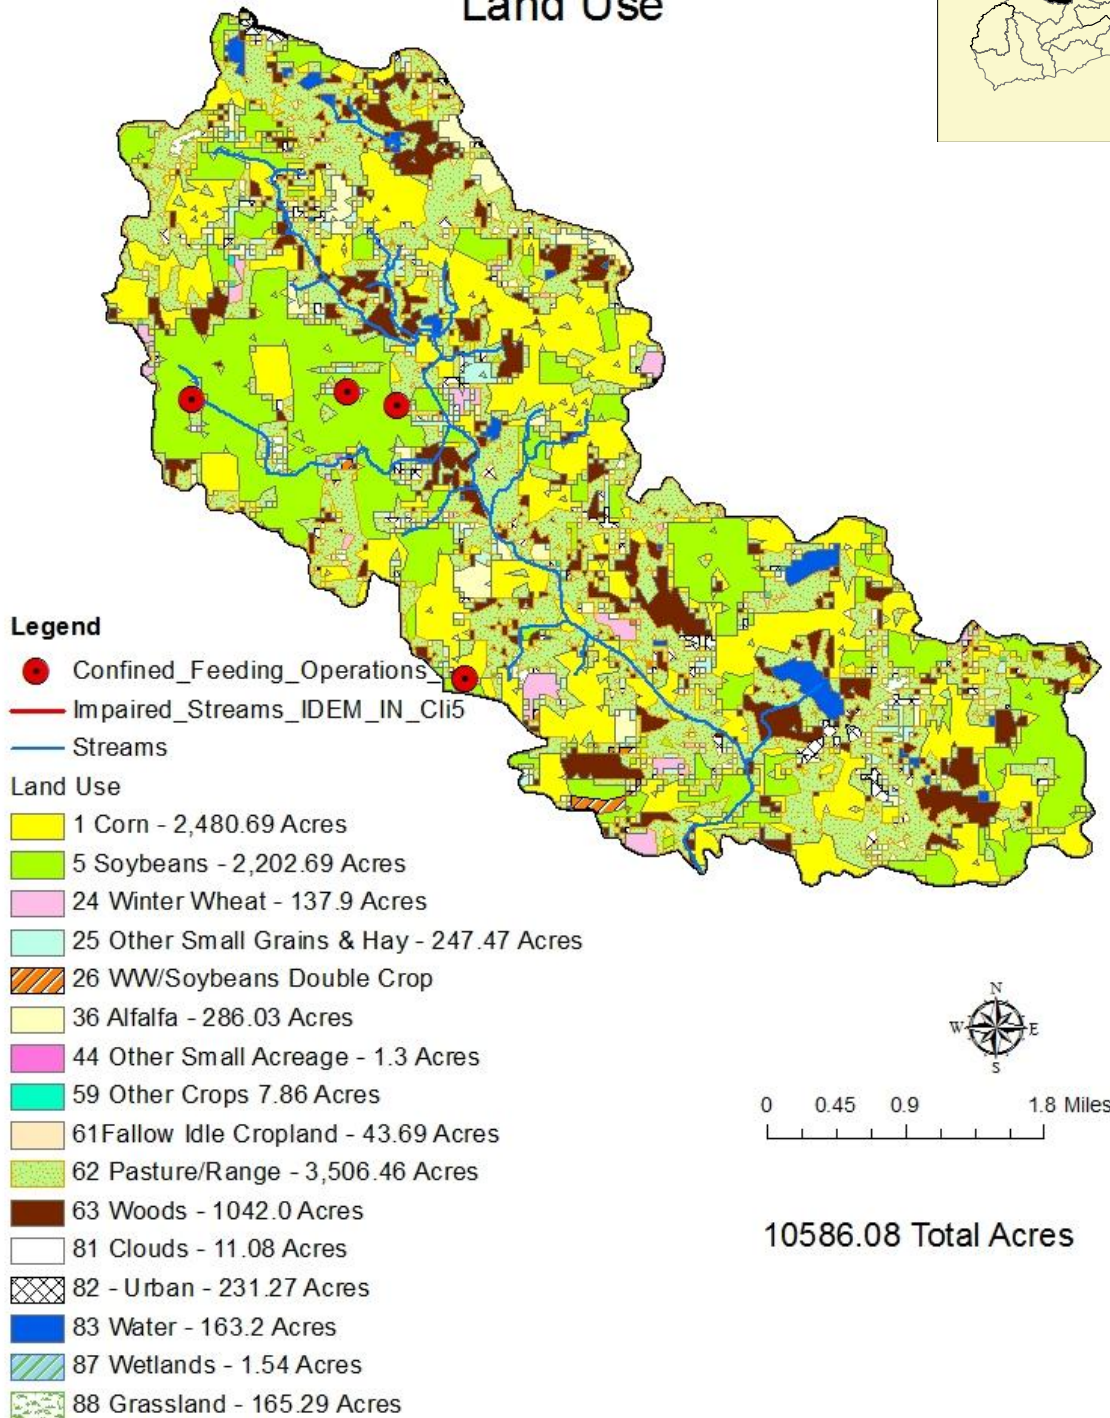 Land Use
Legend
Confined_Feeding_Operations_
Impaired_Streams_IDEM_IN_Cli5
Streams
Land Use
1 Corn - 2,480.69 Acres
5 Soybeans - 2,202.69 Acres
24 Winter Wheat - 137.9 Acres
25 Other Small Grains & Hay - 247.47 Acres
26 WW/Soybeans Double Crop
36 Alfalfa - 286.03 Acres
44 Other Small Acreage - 1.3 Acres
59 Other Crops 7.86 Acres
61Fallow Idle Cropland - 43.69 Acres
62 Pasture/Range - 3,506.46 Acres
63 Woods - 1042.0 Acres
81 Clouds - 11.08 Acres
82 - Urban - 231.27 Acres
83 Water - 163.2 Acres
87 Wetlands - 1.54 Acres
88 Grassland - 165.29 Acres
N
W E
S
0 0.45 0.9 1.8 Miles
10586.08 Total Acres